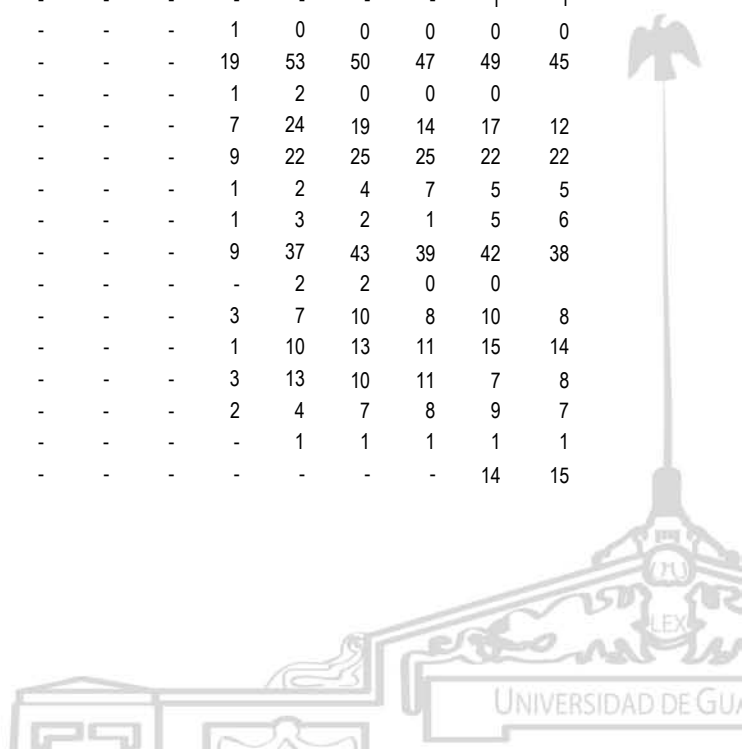 - - - - - - - 1 1
- - - 1 0 0 0 0 0
- - - 19 53 50 47 49 45
- - - 1 2 0 0 0
- - - 7 24 19 14 17 12
- - - 9 22 25 25 22 22
- - - 1 2 4 7 5 5
- - - 1 3 2 1 5 6
- - - 9 37 43 39 42 38
- - - - 2 2 0 0
- - - 3 7 10 8 10 8
- - - 1 10 13 11 15 14
- - - 3 13 10 11 7 8
- - - 2 4 7 8 9 7
- - - - 1 1 1 1 1
- - - - - - - 14 15
LEX
UNIVERSIDAD DE GUA